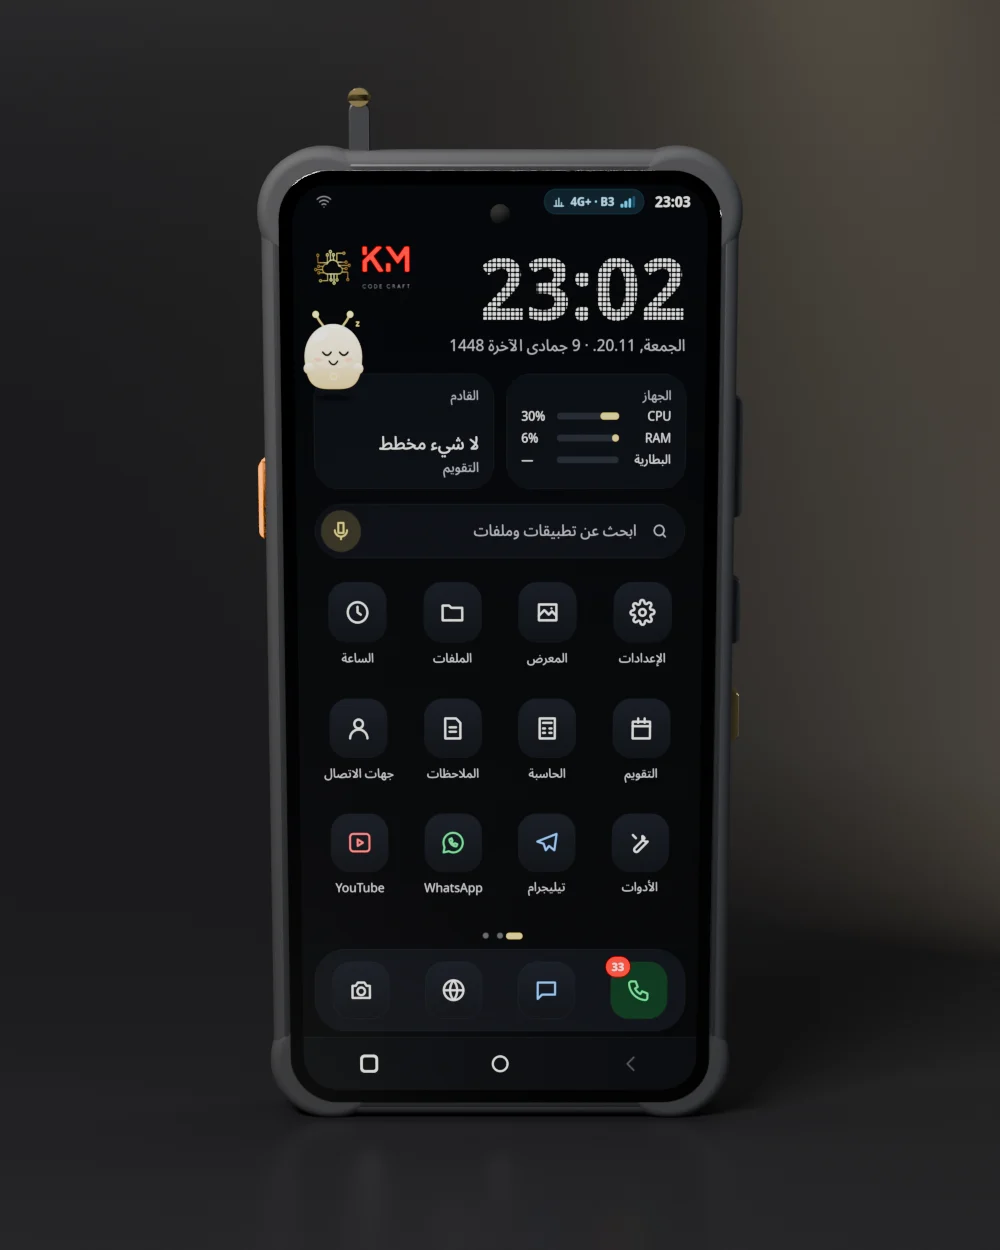 23:03
4G+ · B3
KM
CODE CRAFT
23:02
الجمعة, 20.11. · 9 جمادى الآخرة 1448
z
الجهاز
CPU 30%
RAM 6%
البطارية —
القادم
لا شيء مخطط
التقويم
ابحث عن تطبيقات وملفات
الإعدادات
المعرض
الملفات
الساعة
التقويم
الحاسبة
الملاحظات
جهات الاتصال
الأدوات
تيليجرام
WhatsApp
YouTube
33